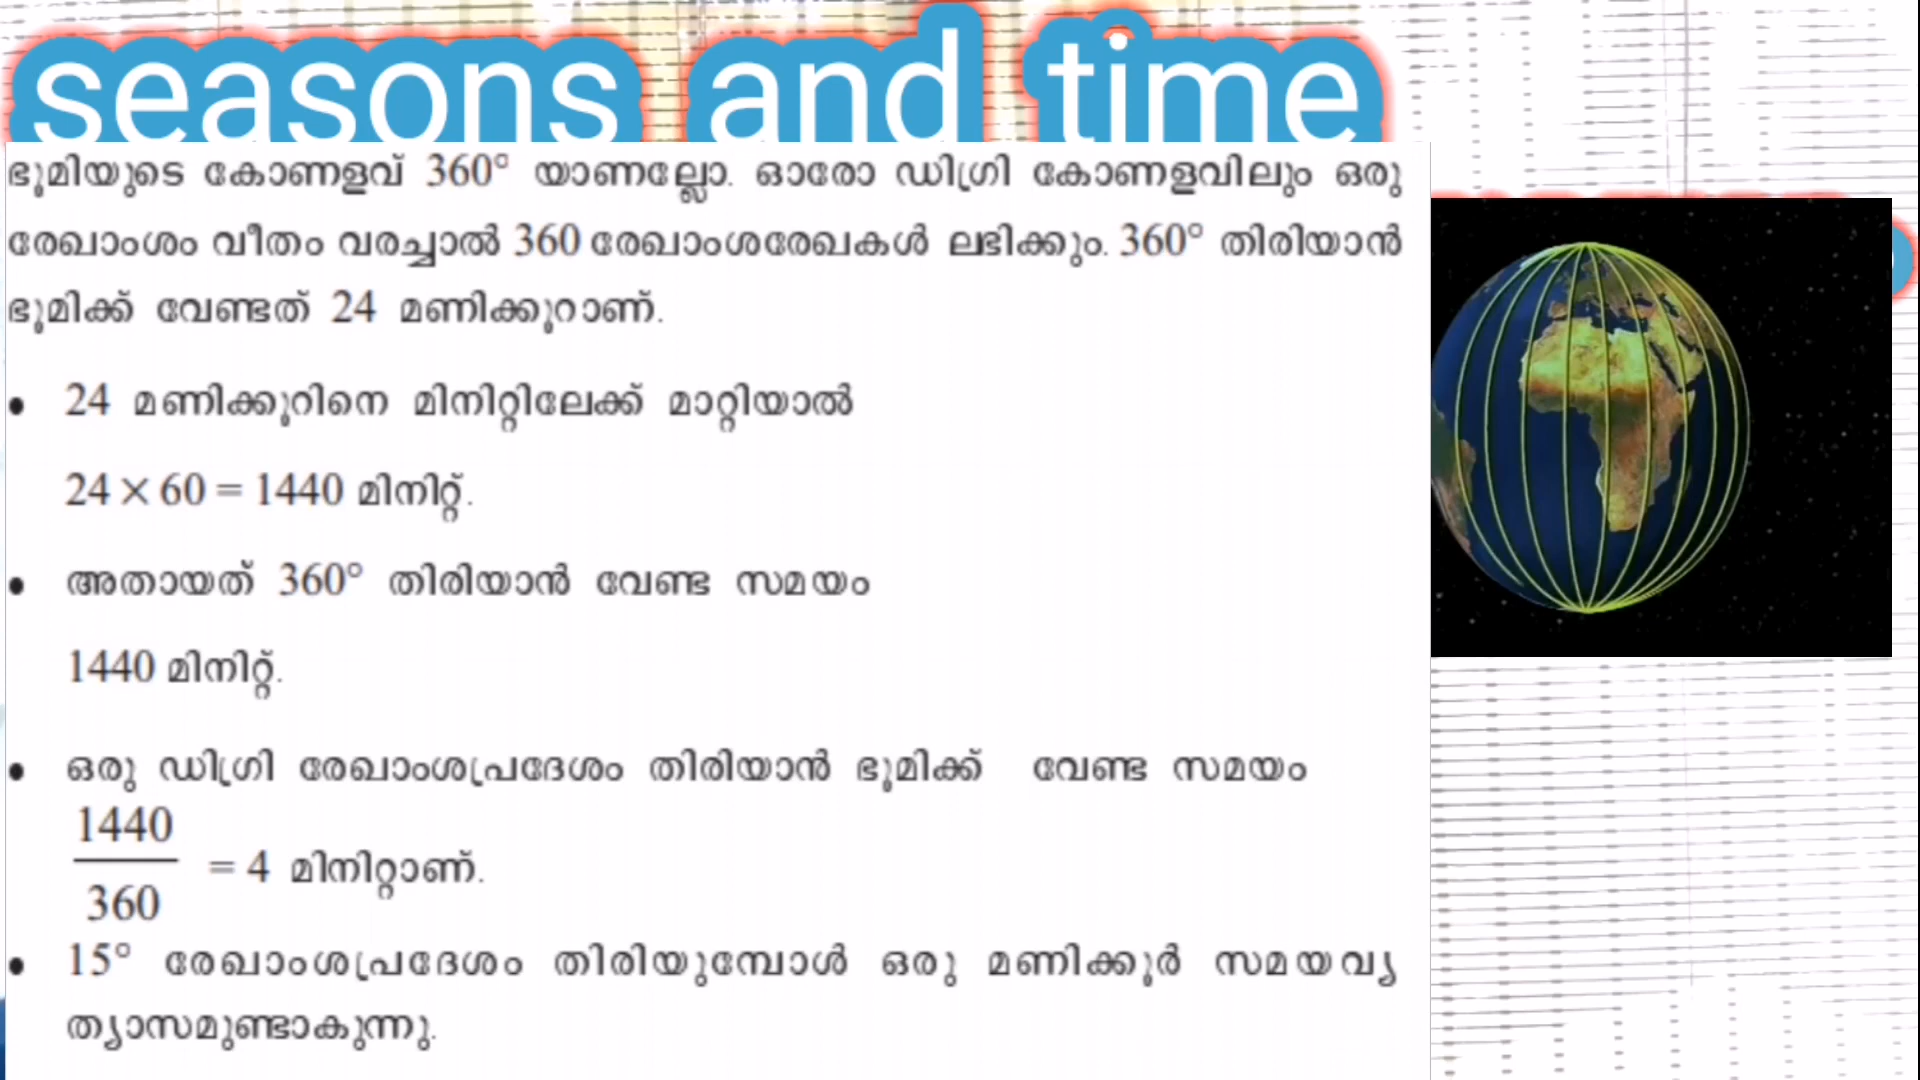 seasons and time
ഭൂമിയുടെ കോണളവ് 360° യാണല്ലോ. ഓരോ ഡിഗ്രി കോണളവിലും ഒരു
രേഖാംശം വീതം വരച്ചാൽ 360 രേഖാംശരേഖകൾ ലഭിക്കും. 360° തിരിയാൻ
ഭൂമിക്ക് വേണ്ടത് 24 മണിക്കൂറാണ്.
• 24 മണിക്കൂറിനെ മിനിറ്റിലേക്ക് മാറ്റിയാൽ
24 × 60 = 1440 മിനിറ്റ്.
• അതായത് 360° തിരിയാൻ വേണ്ട സമയം
1440 മിനിറ്റ്.
• ഒരു ഡിഗ്രി രേഖാംശപ്രദേശം തിരിയാൻ ഭൂമിക്ക് വേണ്ട സമയം
1440
360
= 4 മിനിറ്റാണ്.
• 15° രേഖാംശപ്രദേശം തിരിയുമ്പോൾ ഒരു മണിക്കൂർ സമയവ്യ
ത്യാസമുണ്ടാകുന്നു.